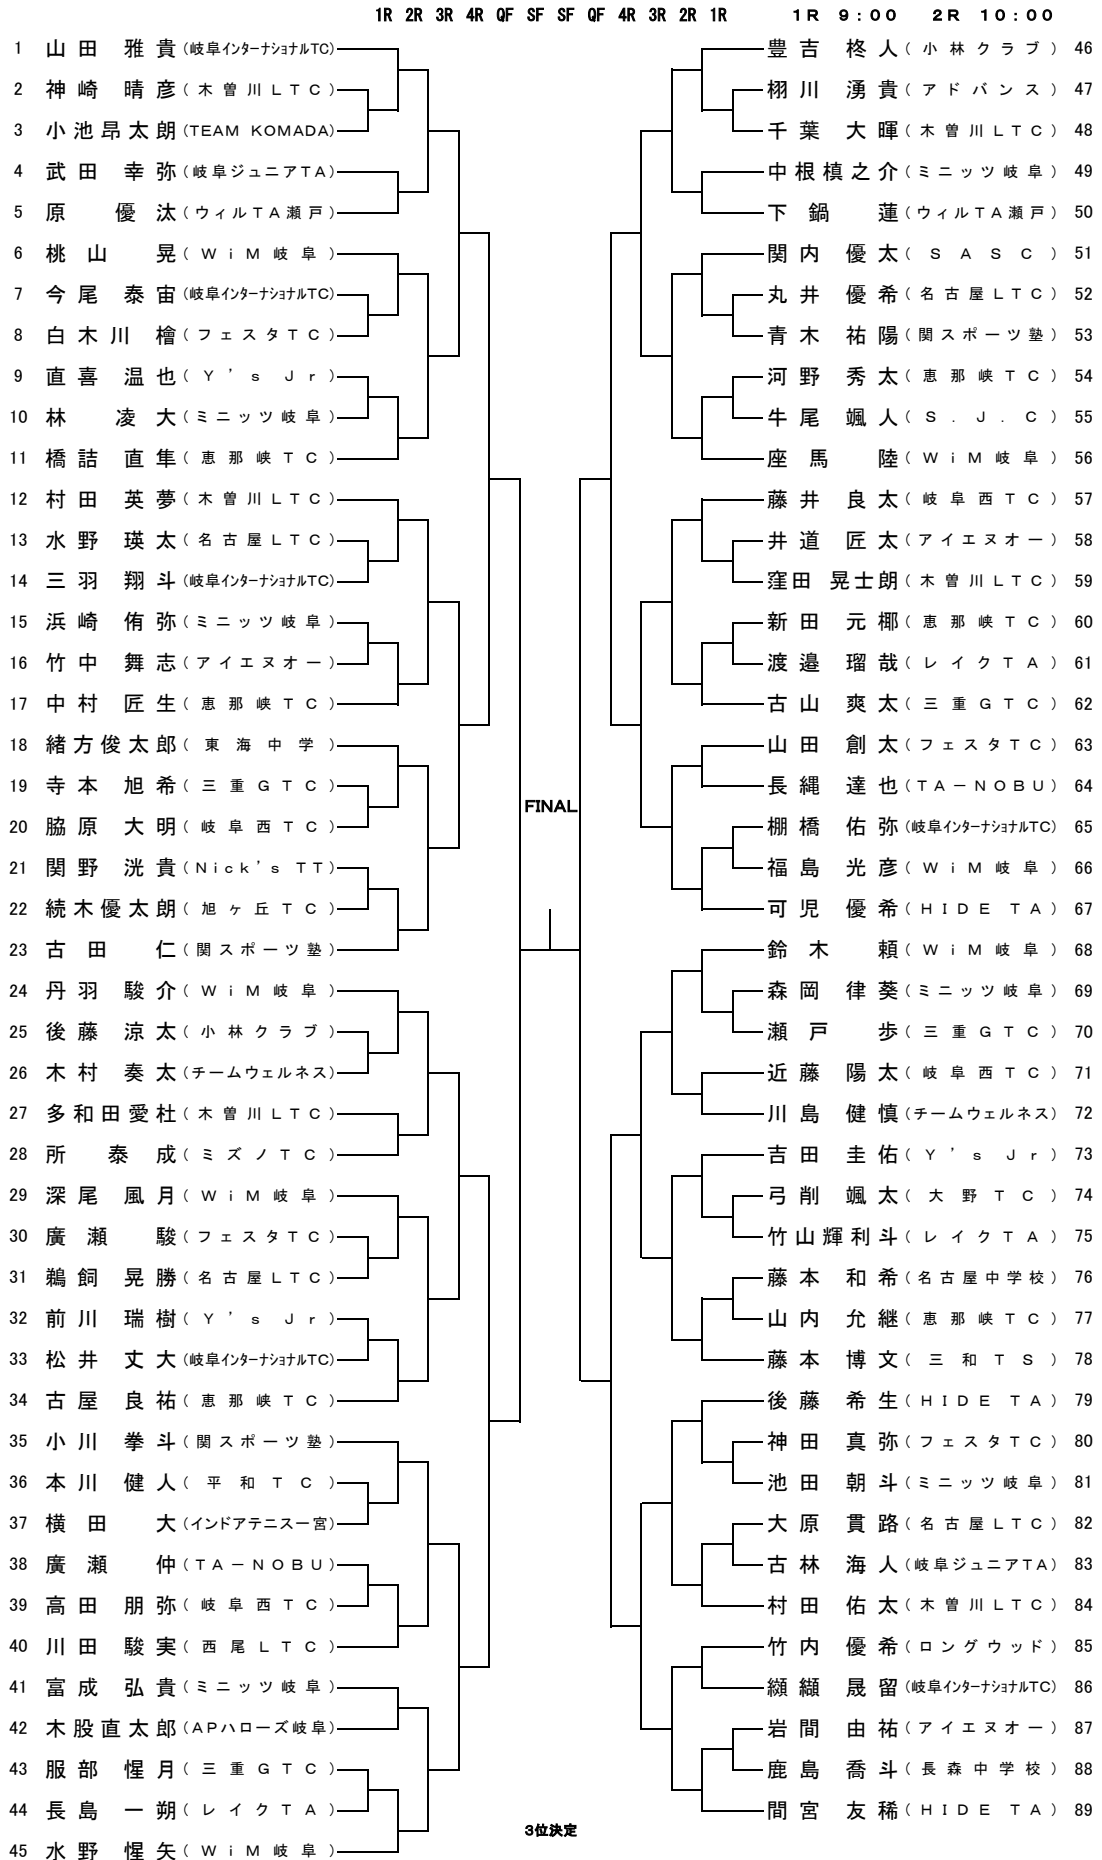 1R 2R 3R 4R QF SF SF QF 4R 3R 2R 1R 1R 9:00 2R 10:00
1 山田 雅貴(岐阜インターナショナルTC)
2 神崎 晴彦(木曽川LTC)
3 小池昂太朗(TEAM KOMADA)
4 武田 幸弥(岐阜ジュニアTA)
5 原 優汰(ウィルTA瀬戸)
6 桃山 晃(WiM岐阜)
7 今尾 泰宙(岐阜インターナショナルTC)
8 白木川 檜(フェスタTC)
9 直喜 温也(Y's Jr)
10 林 凌大(ミニッツ岐阜)
11 橋詰 直隼(恵那峡TC)
12 村田 英夢(木曽川LTC)
13 水野 瑛太(名古屋LTC)
14 三羽 翔斗(岐阜インターナショナルTC)
15 浜崎 侑弥(ミニッツ岐阜)
16 竹中 舞志(アイエヌオー)
17 中村 匠生(恵那峡TC)
18 緒方俊太郎(東海中学)
19 寺本 旭希(三重GTC)
20 脇原 大明(岐阜西TC)
21 関野 洸貴(Nick's TT)
22 続木優太朗(旭ヶ丘TC)
23 古田 仁(関スポーツ塾)
24 丹羽 駿介(WiM岐阜)
25 後藤 涼太(小林クラブ)
26 木村 奏太(チームウェルネス)
27 多和田愛杜(木曽川LTC)
28 所 泰成(ミズノTC)
29 深尾 風月(WiM岐阜)
30 廣瀬 駿(フェスタTC)
31 鵜飼 晃勝(名古屋LTC)
32 前川 瑞樹(Y's Jr)
33 松井 丈大(岐阜インターナショナルTC)
34 古屋 良祐(恵那峡TC)
35 小川 拳斗(関スポーツ塾)
36 本川 健人(平和TC)
37 横田 大(インドアテニス一宮)
38 廣瀬 仲(TA-NOBU)
39 高田 朋弥(岐阜西TC)
40 川田 駿実(西尾LTC)
41 富成 弘貴(ミニッツ岐阜)
42 木股直太郎(APハローズ岐阜)
43 服部 惺月(三重GTC)
44 長島 一朔(レイクTA)
45 水野 惺矢(WiM岐阜)
FINAL
3位決定
豊吉 柊人(小林クラブ) 46
栩川 湧貴(アドバンス) 47
千葉 大暉(木曽川LTC) 48
中根槙之介(ミニッツ岐阜) 49
下鍋 蓮(ウィルTA瀬戸) 50
関内 優太(SASC) 51
丸井 優希(名古屋LTC) 52
青木 祐陽(関スポーツ塾) 53
河野 秀太(恵那峡TC) 54
牛尾 颯人(S.J.C) 55
座馬 陸(WiM岐阜) 56
藤井 良太(岐阜西TC) 57
井道 匠太(アイエヌオー) 58
窪田 晃士朗(木曽川LTC) 59
新田 元椰(恵那峡TC) 60
渡邉 瑠哉(レイクTA) 61
古山 爽太(三重GTC) 62
山田 創太(フェスタTC) 63
長縄 達也(TA-NOBU) 64
棚橋 佑弥(岐阜インターナショナルTC) 65
福島 光彦(WiM岐阜) 66
可児 優希(HIDE TA) 67
鈴木 頼(WiM岐阜) 68
森岡 律葵(ミニッツ岐阜) 69
瀬戸 歩(三重GTC) 70
近藤 陽太(岐阜西TC) 71
川島 健慎(チームウェルネス) 72
吉田 圭佑(Y's Jr) 73
弓削 颯太(大野TC) 74
竹山輝利斗(レイクTA) 75
藤本 和希(名古屋中学校) 76
山内 允継(恵那峡TC) 77
藤本 博文(三和TS) 78
後藤 希生(HIDE TA) 79
神田 真弥(フェスタTC) 80
池田 朝斗(ミニッツ岐阜) 81
大原 貫路(名古屋LTC) 82
古林 海人(岐阜ジュニアTA) 83
村田 佑太(木曽川LTC) 84
竹内 優希(ロングウッド) 85
纐纈 晟留(岐阜インターナショナルTC) 86
岩間 由祐(アイエヌオー) 87
鹿島 喬斗(長森中学校) 88
間宮 友稀(HIDE TA) 89